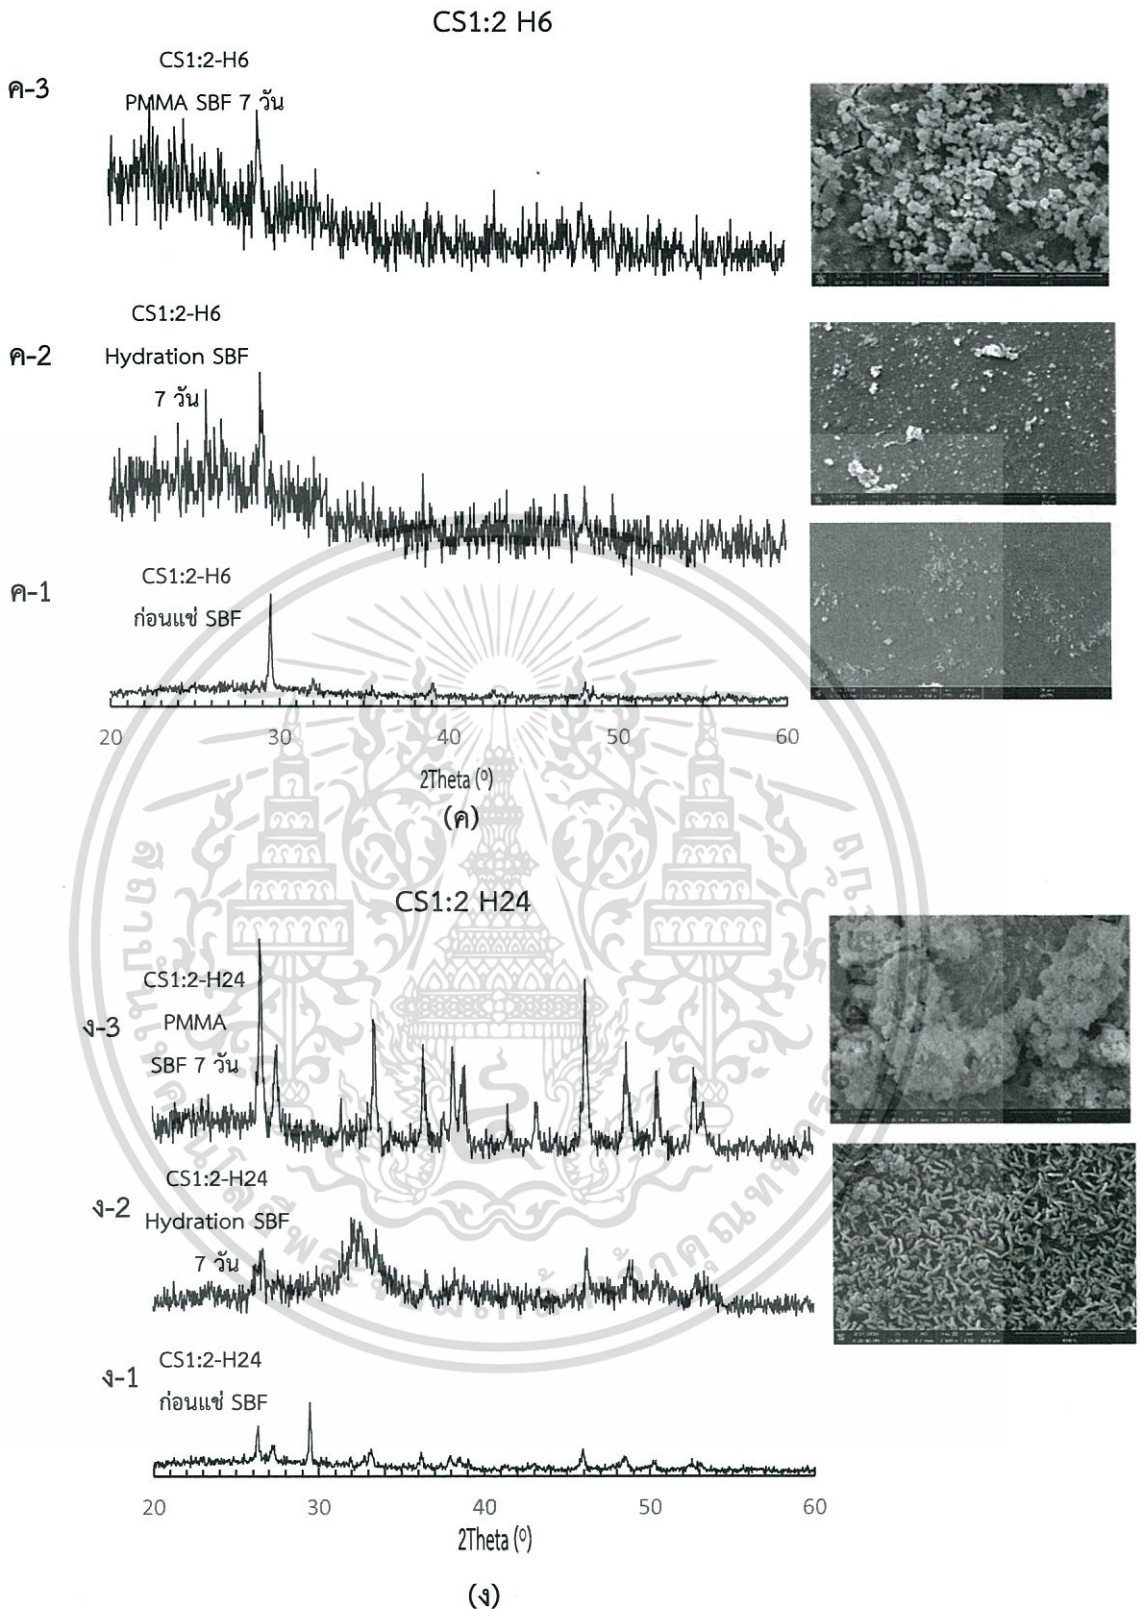 CS1:2 H6
CS1:2-H6
ค-3
PMMA SBF 7 วัน
CS1:2-H6
ค-2
Hydration SBF
7 วัน
CS1:2-H6
ค-1
ก่อนแช่ SBF
20 30 40 50 60
2Theta (⁰)
(ค)
CS1:2 H24
CS1:2-H24
ง-3
PMMA
SBF 7 วัน
CS1:2-H24
ง-2
Hydration SBF
7 วัน
CS1:2-H24
ง-1
ก่อนแช่ SBF
20 30 40 50 60
2Theta (⁰)
(ง)